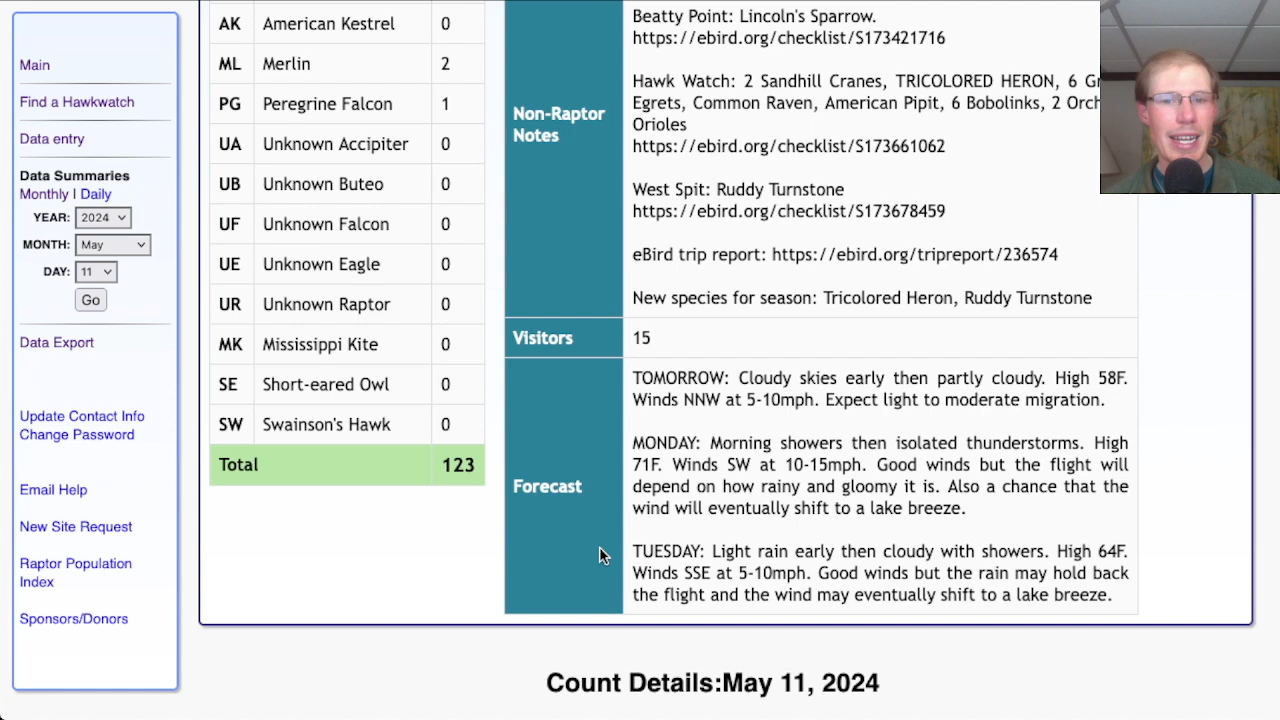 Main
Find a Hawkwatch
Data entry
Data Summaries
Monthly | Daily
YEAR: 2024
MONTH: May
DAY: 11
Go
Data Export
Update Contact Info
Change Password
Email Help
New Site Request
Raptor Population
Index
Sponsors/Donors
AK American Kestrel 0
ML Merlin 2
PG Peregrine Falcon 1
UA Unknown Accipiter 0
UB Unknown Buteo 0
UF Unknown Falcon 0
UE Unknown Eagle 0
UR Unknown Raptor 0
MK Mississippi Kite 0
SE Short-eared Owl 0
SW Swainson's Hawk 0
Total 123
Non-Raptor
Notes
Beatty Point: Lincoln's Sparrow.
https://ebird.org/checklist/S173421716
Hawk Watch: 2 Sandhill Cranes, TRICOLORED HERON, 6
Egrets, Common Raven, American Pipit, 6 Bobolinks, 2
Orioles
https://ebird.org/checklist/S173661062
West Spit: Ruddy Turnstone
https://ebird.org/checklist/S173678459
eBird trip report: https://ebird.org/tripreport/236574
New species for season: Tricolored Heron, Ruddy Turnstone
Visitors
15
Forecast
TOMORROW: Cloudy skies early then partly cloudy. High 58F.
Winds NNW at 5-10mph. Expect light to moderate migration.
MONDAY: Morning showers then isolated thunderstorms. High
71F. Winds SW at 10-15mph. Good winds but the flight will
depend on how rainy and gloomy it is. Also a chance that the
wind will eventually shift to a lake breeze.
TUESDAY: Light rain early then cloudy with showers. High 64F.
Winds SSE at 5-10mph. Good winds but the rain may hold back
the flight and the wind may eventually shift to a lake breeze.
Count Details:May 11, 2024